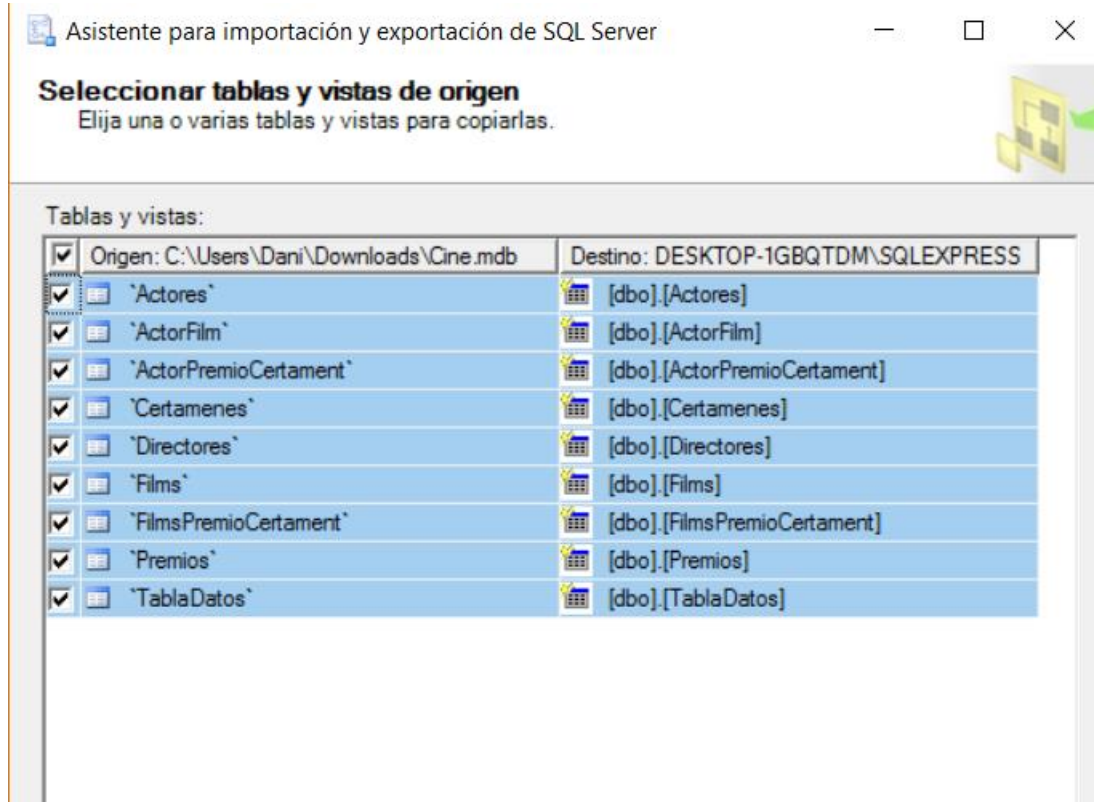 Asistente para importación y exportación de SQL Server
Seleccionar tablas y vistas de origen
Elija una o varias tablas y vistas para copiarlas.
Tablas y vistas:
Origen: C:\Users\Dani\Downloads\Cine.mdb Destino: DESKTOP-1GBQTDM\SQLEXPRESS
`Actores` [dbo].[Actores]
`ActorFilm` [dbo].[ActorFilm]
`ActorPremioCertament` [dbo].[ActorPremioCertament]
`Certamenes` [dbo].[Certamenes]
`Directores` [dbo].[Directores]
`Films` [dbo].[Films]
`FilmsPremioCertament` [dbo].[FilmsPremioCertament]
`Premios` [dbo].[Premios]
`TablaDatos` [dbo].[TablaDatos]